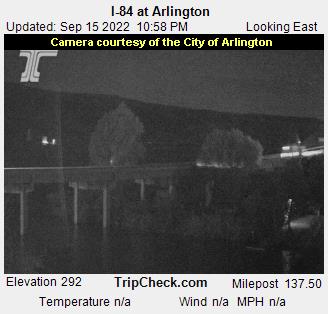 I-84 at Arlington
Updated: Sep 15 2022 10:58 PM Looking East
Camera courtesy of the City of Arlington
Elevation 292 TripCheck.com Milepost 137.50
Temperature n/a Wind n/a MPH n/a